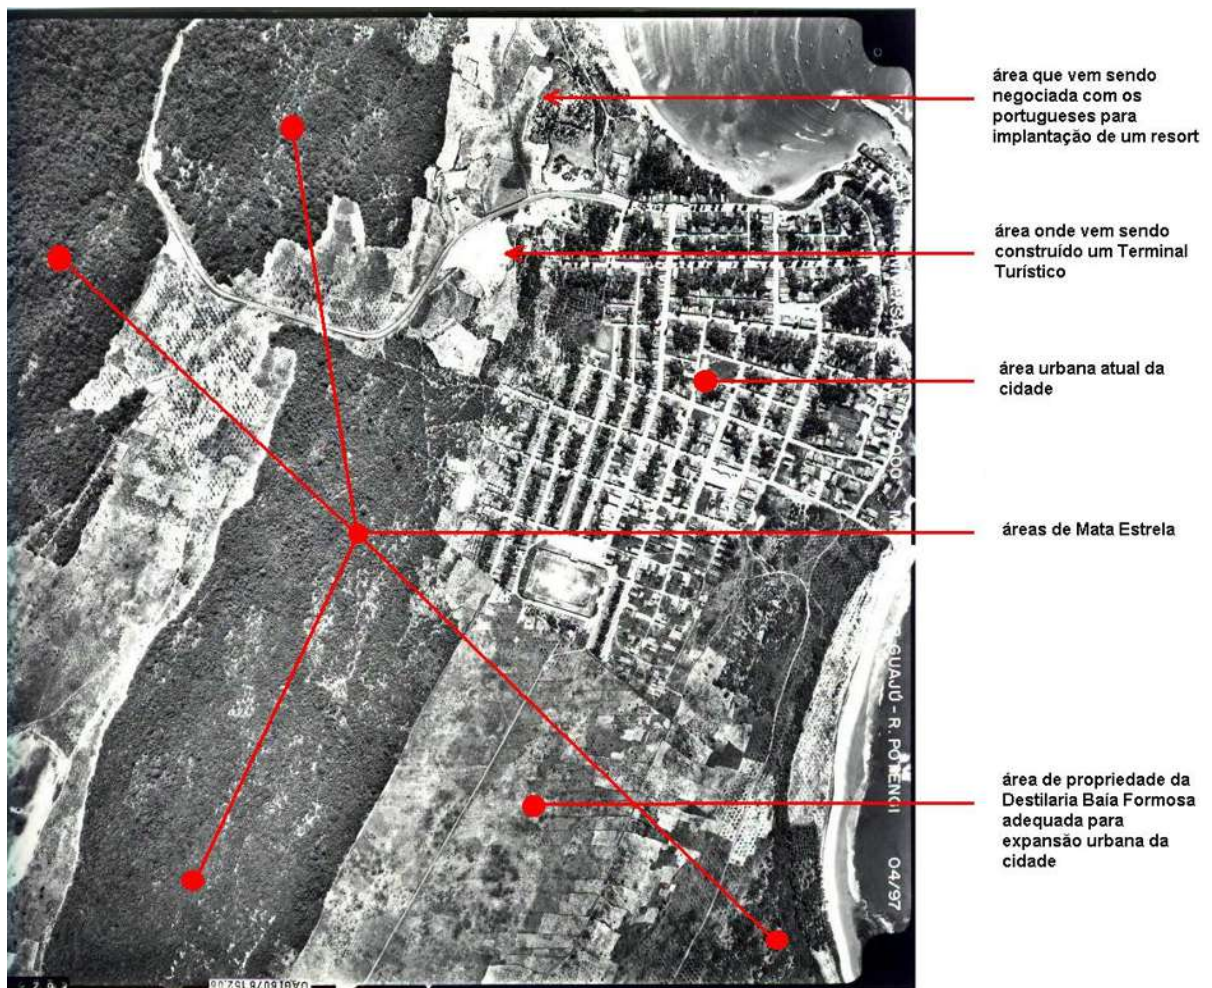 área que vem sendo
negociada com os
portugueses para
implantação de um resort
área onde vem sendo
construído um Terminal
Turístico
área urbana atual da
cidade
áreas de Mata Estrela
área de propriedade da
Destilaria Baía Formosa
adequada para
expansão urbana da
cidade
GUAJÚ - R. POTENGI 04/97